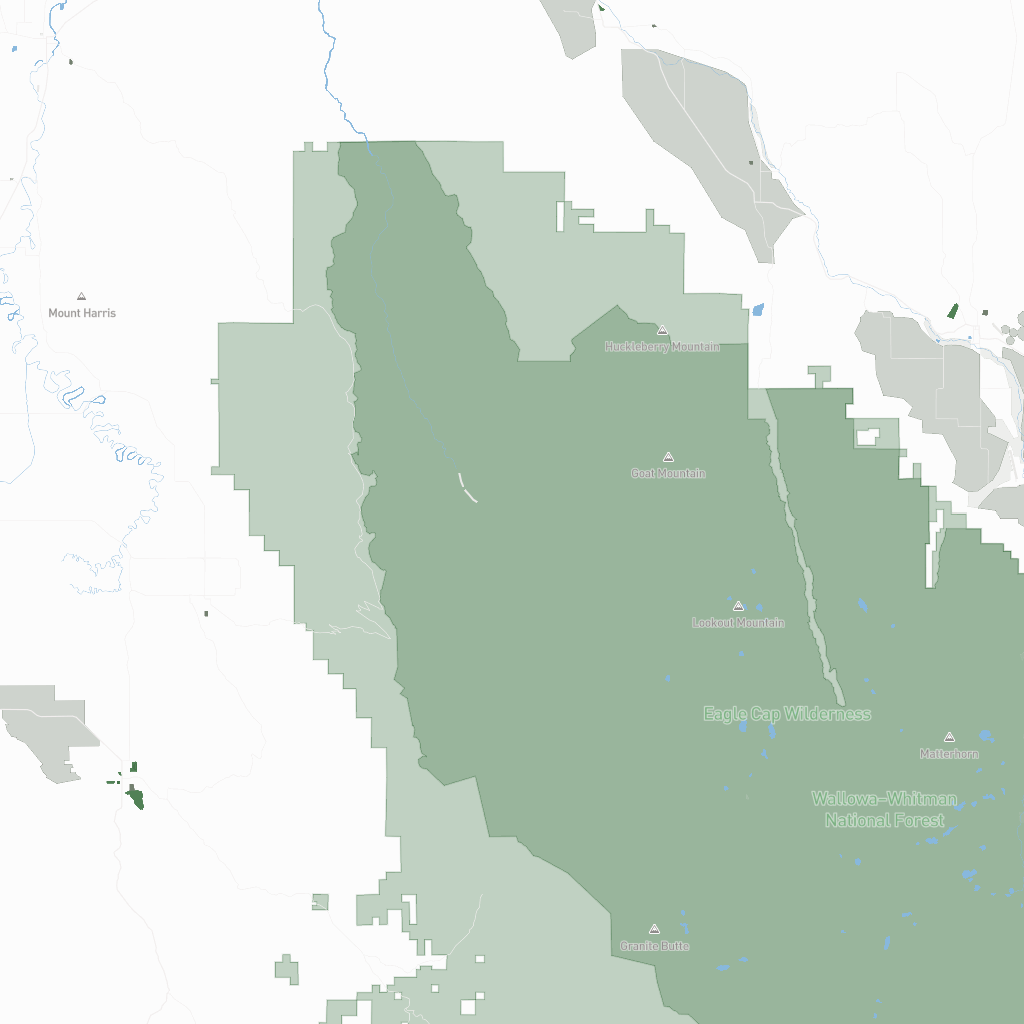 Mount Harris
Huckleberry Mountain
Goat Mountain
Lookout Mountain
Eagle Cap Wilderness
Matterhorn
Wallowa-Whitman
National Forest
Granite Butte